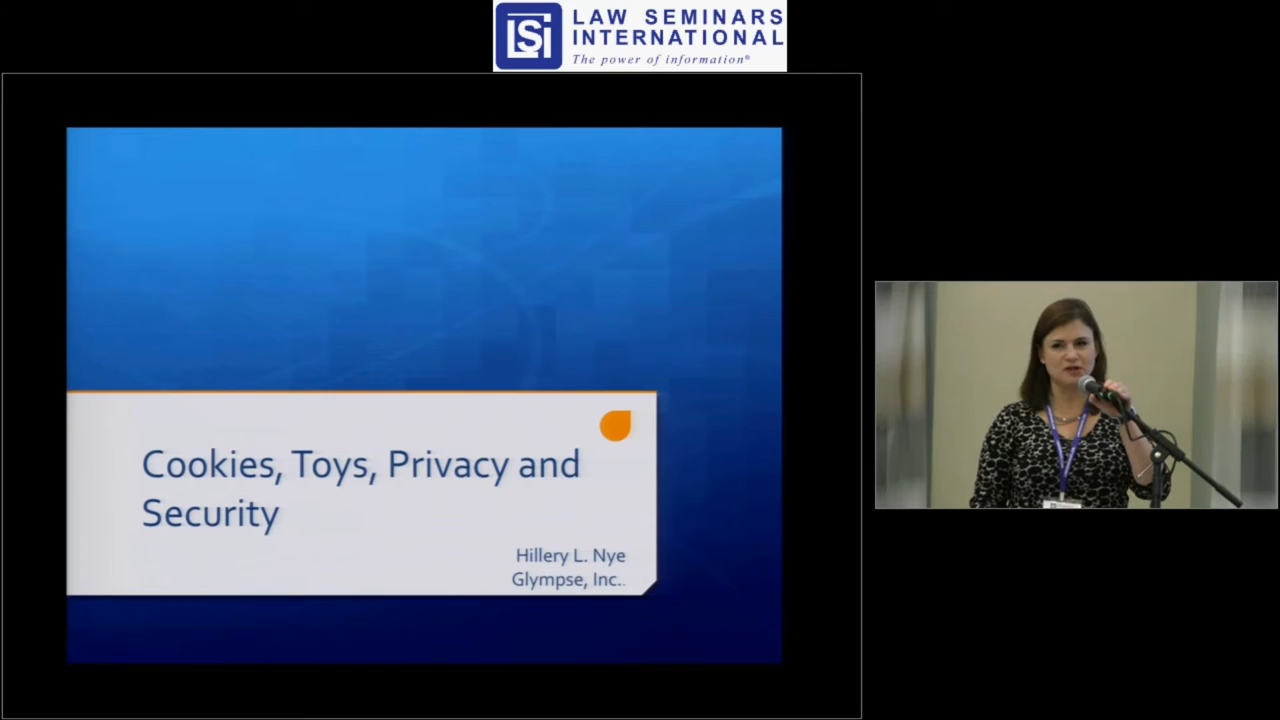 LSi
LAW SEMINARS
INTERNATIONAL
The power of information®
Cookies, Toys, Privacy and
Security
Hillery L. Nye
Glympse, Inc..